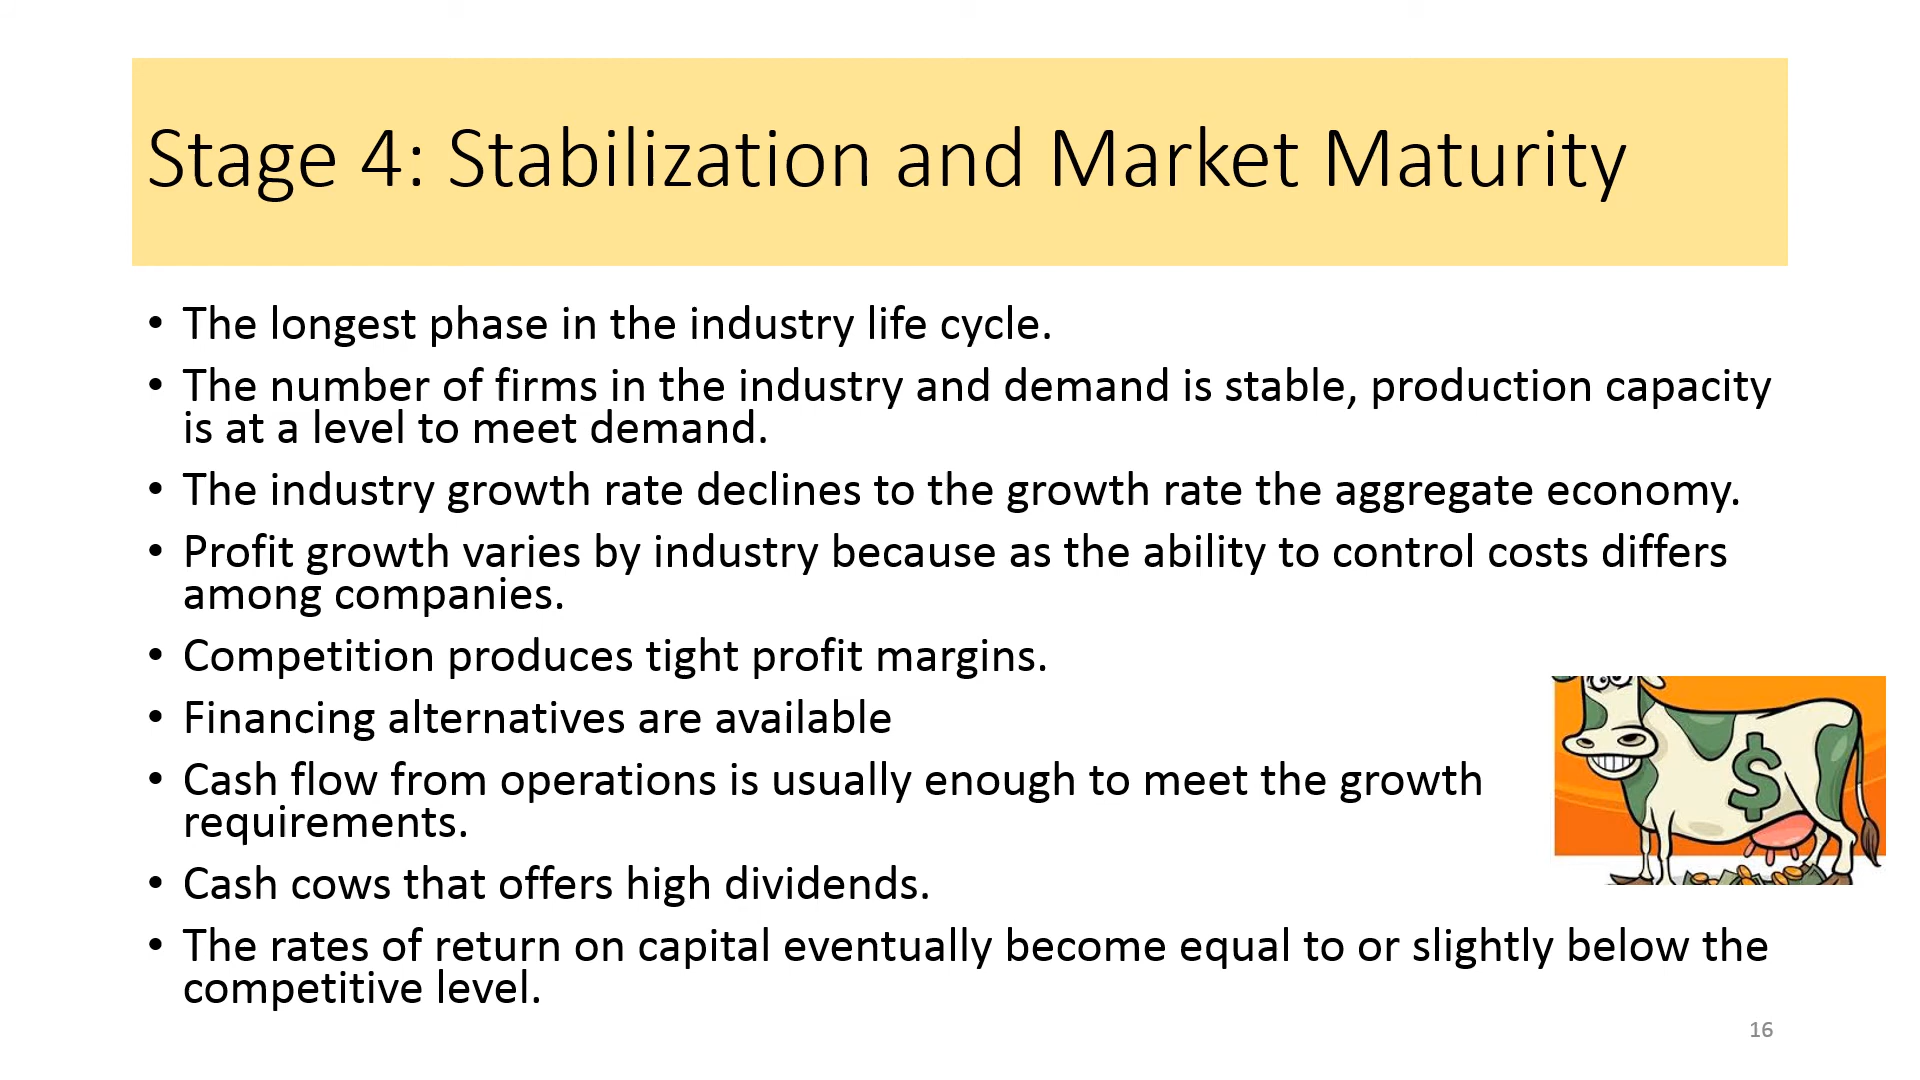 Stage 4: Stabilization and Market Maturity
• The longest phase in the industry life cycle.
• The number of firms in the industry and demand is stable, production capacity
is at a level to meet demand.
• The industry growth rate declines to the growth rate the aggregate economy.
• Profit growth varies by industry because as the ability to control costs differs
among companies.
• Competition produces tight profit margins.
• Financing alternatives are available
• Cash flow from operations is usually enough to meet the growth
requirements.
• Cash cows that offers high dividends.
• The rates of return on capital eventually become equal to or slightly below the
competitive level.
$
16